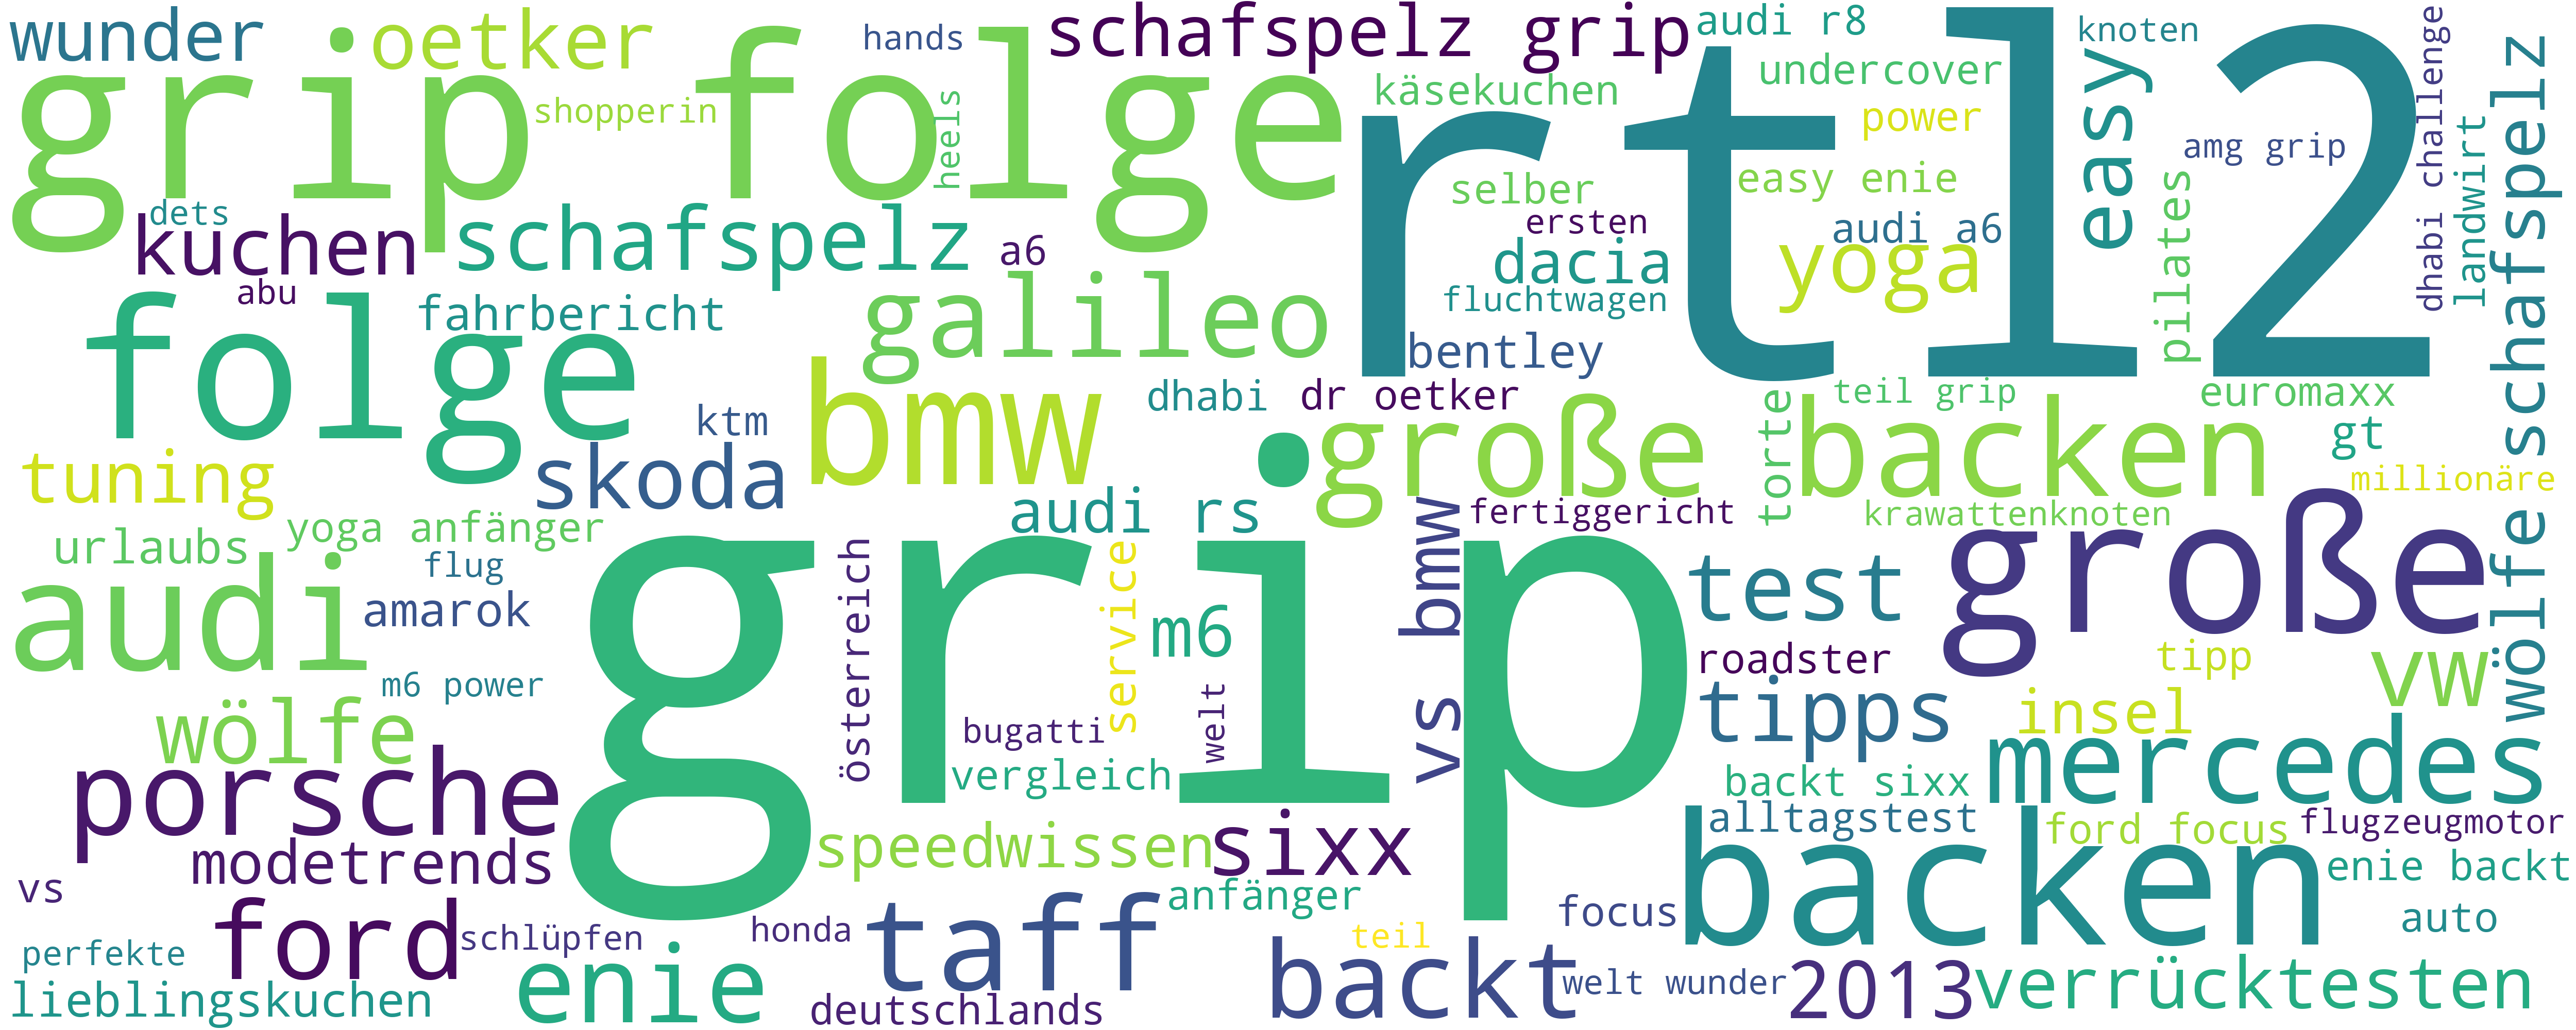 wunder
oetker
hands
schafspelz grip
audi r8
knoten
grip folge
rtl2
shopperin
heels
käsekuchen
undercover
power
easy
amg grip
dhabi challenge
landwirt
wölfe schafspelz
dets
kuchen
schafspelz
a6
selber
easy enie
ersten
audi a6
dacia
yoga
pilates
abu
fahrbericht
galileo
fluchtwagen
folge
bentley
bmw
dhabi
dr oetker
teil grip
euromaxx
ktm
große backen
torte
gt
tuning
skoda
millionäre
audi rs
fertiggericht
krawattenknoten
yoga anfänger
urlaubs
flug
audi
amarok
grip
österreich
service
m6
vs bmw
test
große
roadster
tipp
vw
m6 power
wölfe
welt
tipps
insel
bugatti
vergleich
porsche
backt sixx
mercedes
modetrends
speedwissen
sixx
alltagstest
ford focus
flugzeugmotor
vs
backen
enie backt
ford
schlüpfen
honda
taff
anfänger
focus
auto
perfekte
teil
lieblingskuchen
enie
deutschlands
backt
welt wunder
2013
verrücktesten